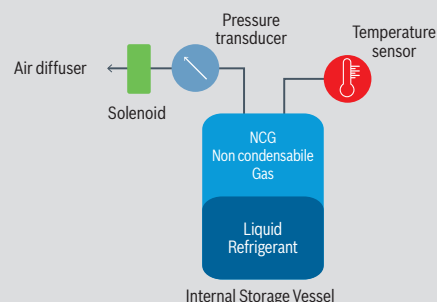 Pressure
transducer
Temperature
sensor
Air diffuser
Solenoid
NCG
Non condensabile
Gas
Liquid
Refrigerant
Internal Storage Vessel